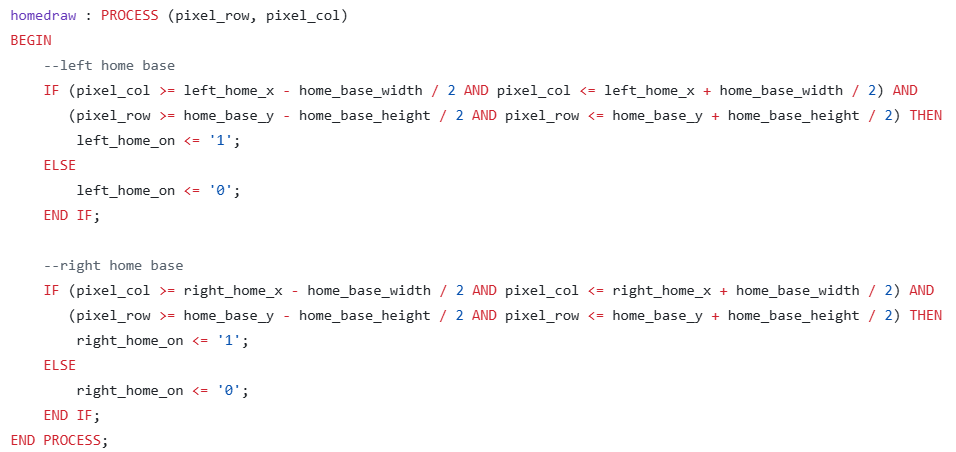 homedraw : PROCESS (pixel_row, pixel_col)
BEGIN
    --left home base
    IF (pixel_col >= left_home_x - home_base_width / 2 AND pixel_col <= left_home_x + home_base_width / 2) AND
       (pixel_row >= home_base_y - home_base_height / 2 AND pixel_row <= home_base_y + home_base_height / 2) THEN
        left_home_on <= '1';
    ELSE
        left_home_on <= '0';
    END IF;

    --right home base
    IF (pixel_col >= right_home_x - home_base_width / 2 AND pixel_col <= right_home_x + home_base_width / 2) AND
       (pixel_row >= home_base_y - home_base_height / 2 AND pixel_row <= home_base_y + home_base_height / 2) THEN
        right_home_on <= '1';
    ELSE
        right_home_on <= '0';
    END IF;
END PROCESS;